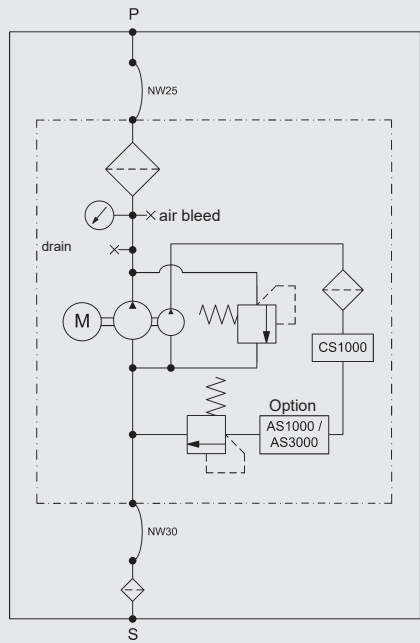 P
NW25
air bleed
drain
M
CS1000
Option
AS1000 /
AS3000
NW30
S